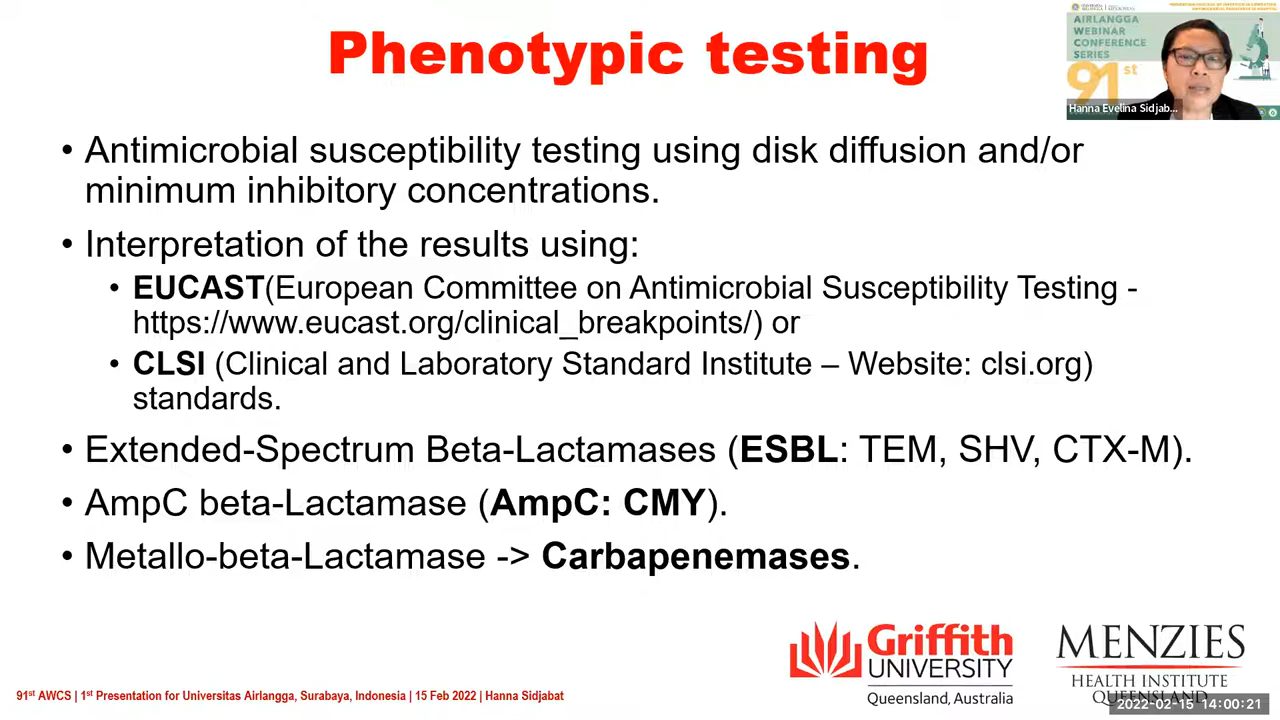 Phenotypic testing
• Antimicrobial susceptibility testing using disk diffusion and/or
minimum inhibitory concentrations.
• Interpretation of the results using:
• EUCAST(European Committee on Antimicrobial Susceptibility Testing -
https://www.eucast.org/clinical_breakpoints/) or
• CLSI (Clinical and Laboratory Standard Institute – Website: clsi.org)
standards.
• Extended-Spectrum Beta-Lactamases (ESBL: TEM, SHV, CTX-M).
• AmpC beta-Lactamase (AmpC: CMY).
• Metallo-beta-Lactamase -> Carbapenemases.
AIRLANGGA
WEBINAR
CONFERENCE
SERIES
91st
Hanna Evelina Sidjab...
Griffith
UNIVERSITY
Queensland, Australia
MENZIES
HEALTH INSTITUTE
QUEENSLAND
91st AWCS | 1st Presentation for Universitas Airlangga, Surabaya, Indonesia | 15 Feb 2022 | Hanna Sidjabat
2022-02-15 14:00:21